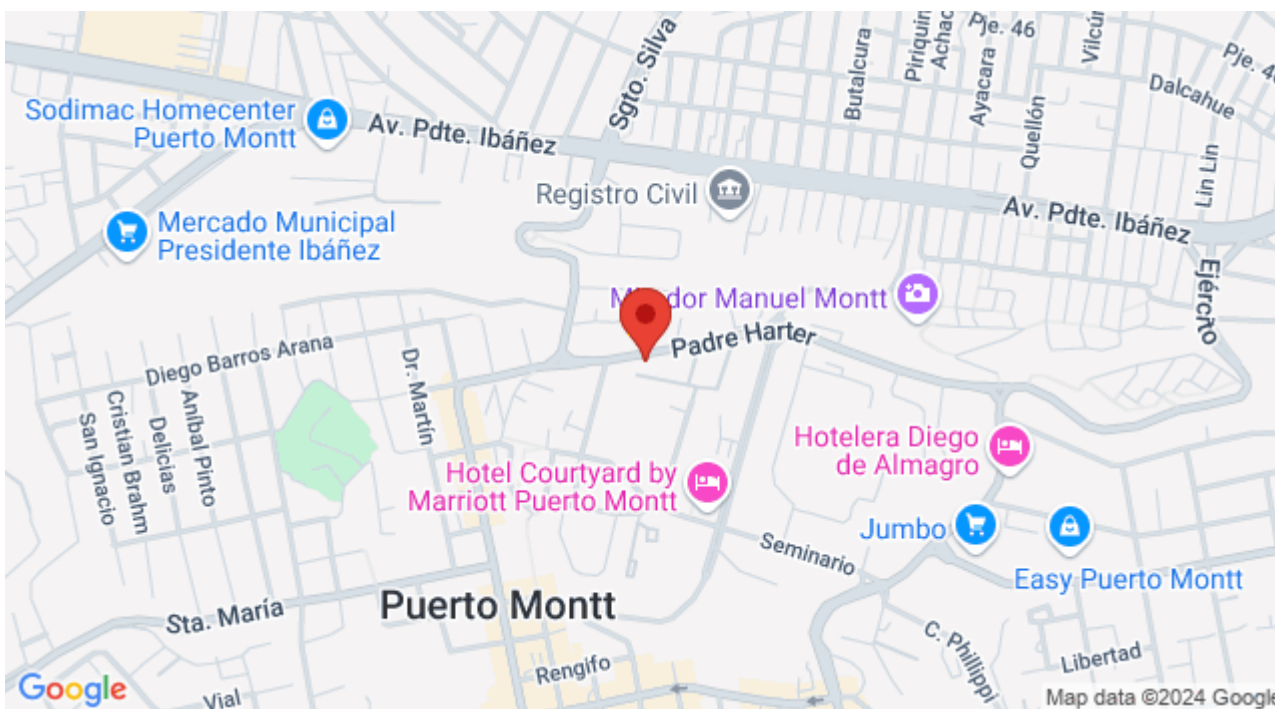 Sgto. Silva
Butalcura
Piriquin
Achao
Ayacara
Pje. 46
Quellón
Vilcún
Dalcahue
Sodimac Homecenter
Puerto Montt
Av. Pdte. Ibáñez
Registro Civil
Lin Lin
Av. Pdte. Ibáñez
Mercado Municipal
Presidente Ibáñez
Ejército
dor Manuel Montt
Padre Harter
Diego Barros Arana
Dr. Martín
Aníbal Pinto
Delicias
Cristian Brahm
San Ignacio
Hotel Courtyard by
Marriott Puerto Montt
Hotelera Diego
de Almagro
Jumbo
Seminario
Easy Puerto Montt
Sta. María
Puerto Montt
C. Phillippi
Libertad
Rengifo
Vial
Google
Map data ©2024 Google